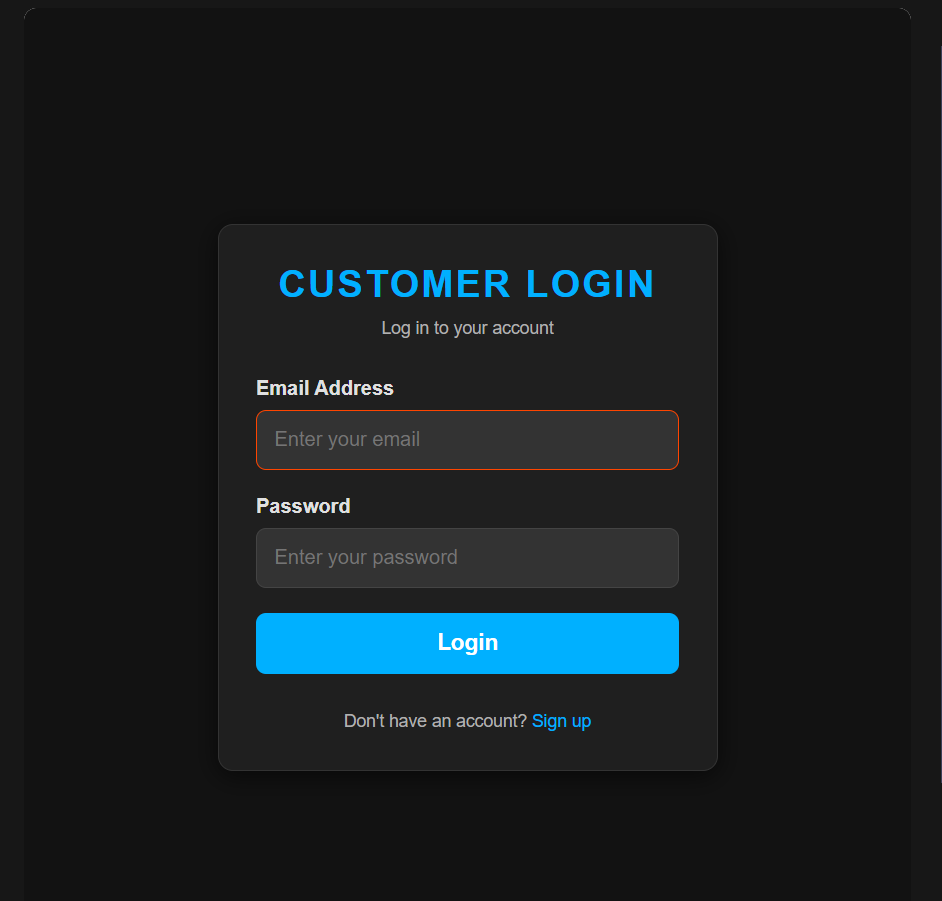 CUSTOMER LOGIN
Log in to your account
Email Address
Enter your email
Password
Enter your password
Login
Don't have an account? Sign up